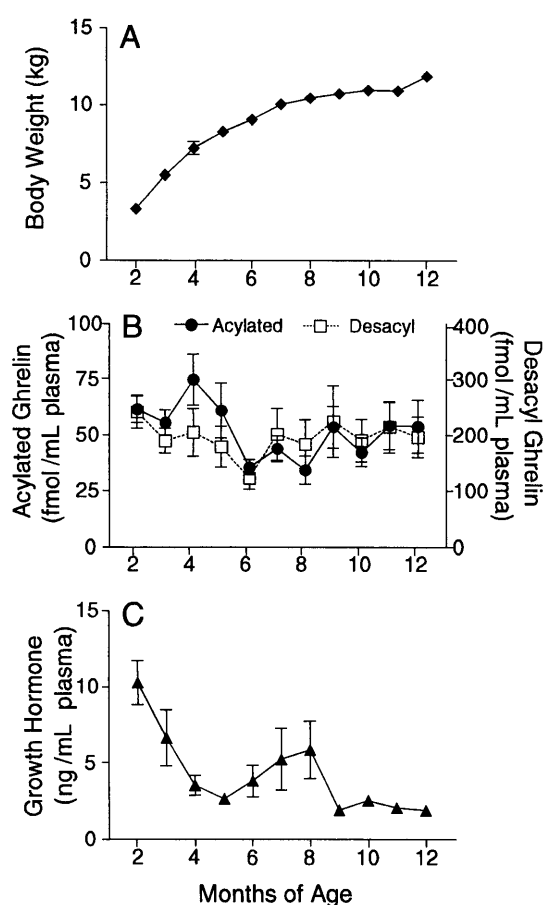 A
Body Weight (kg)
15
10
5
0
2 4 6 8 10 12
B
Acylated Desacyl
Acylated Ghrelin
(fmol /mL plasma)
100
75
50
25
0
400
300
200
100
0
Desacyl Ghrelin
(fmol /mL plasma)
2 4 6 8 10 12
C
Growth Hormone
(ng /mL plasma)
15
10
5
0
2 4 6 8 10 12
Months of Age